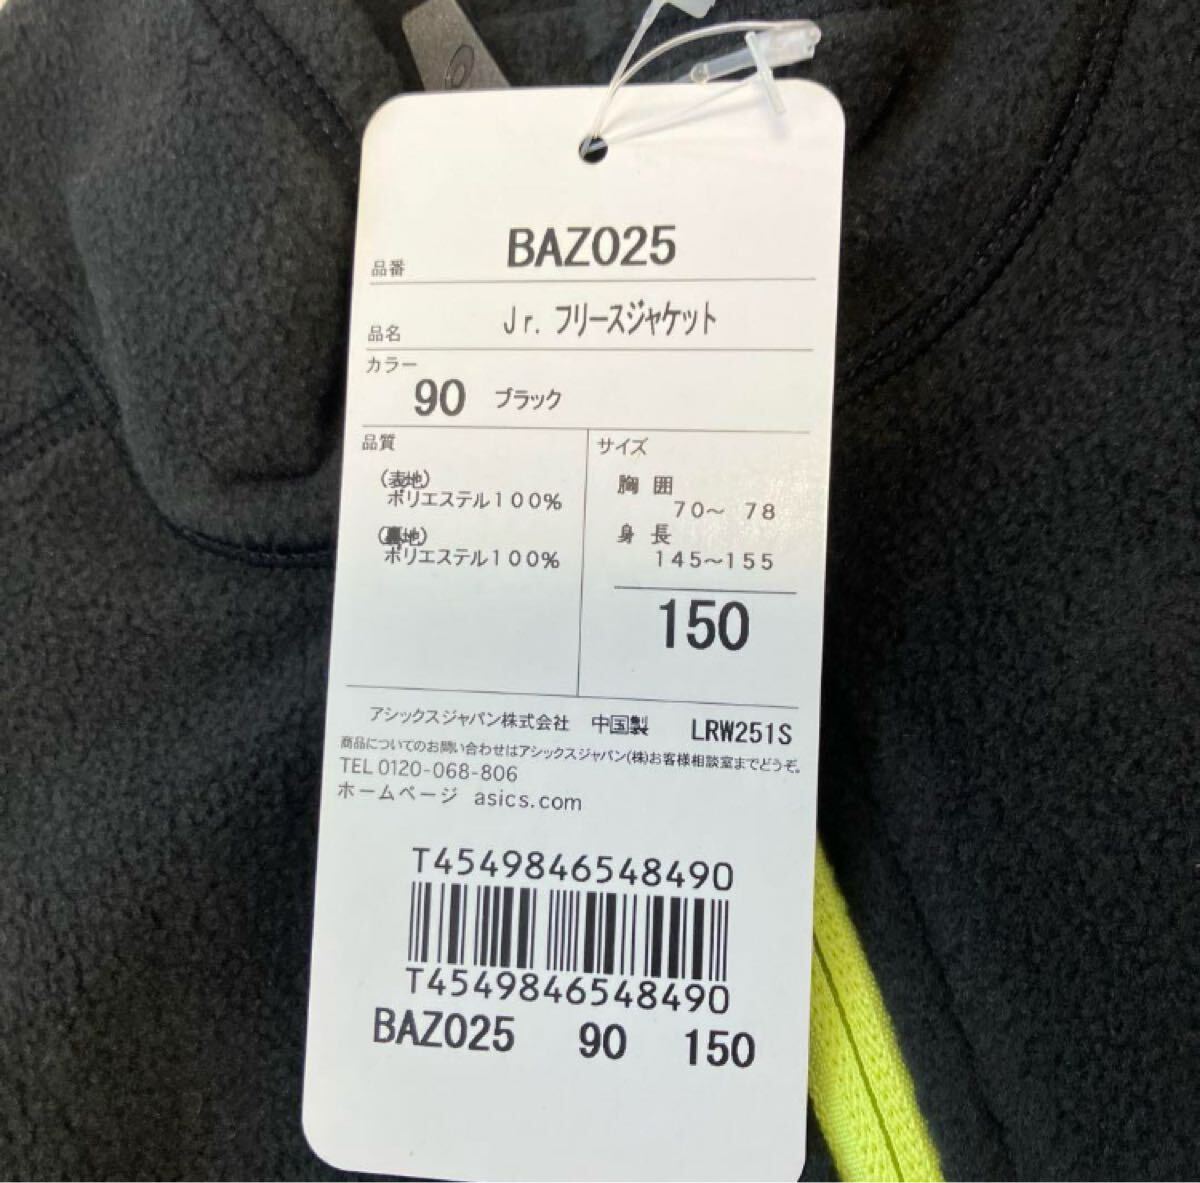 BAZ025
品番
Jr. フリースジャケット
品名
カラー
90 ブラック
品質
(表地)
ポリエステル100%
(裏地)
ポリエステル100%
サイズ
胸囲
70～ 78
身長
145～155
150
アシックスジャパン株式会社 中国製 LRW251S
商品についてのお問い合わせはアシックスジャパン(株)お客様相談室までどうぞ。
TEL 0120-068-806
ホームページ asics.com
T4549846548490
T4549846548490
BAZ025 90 150